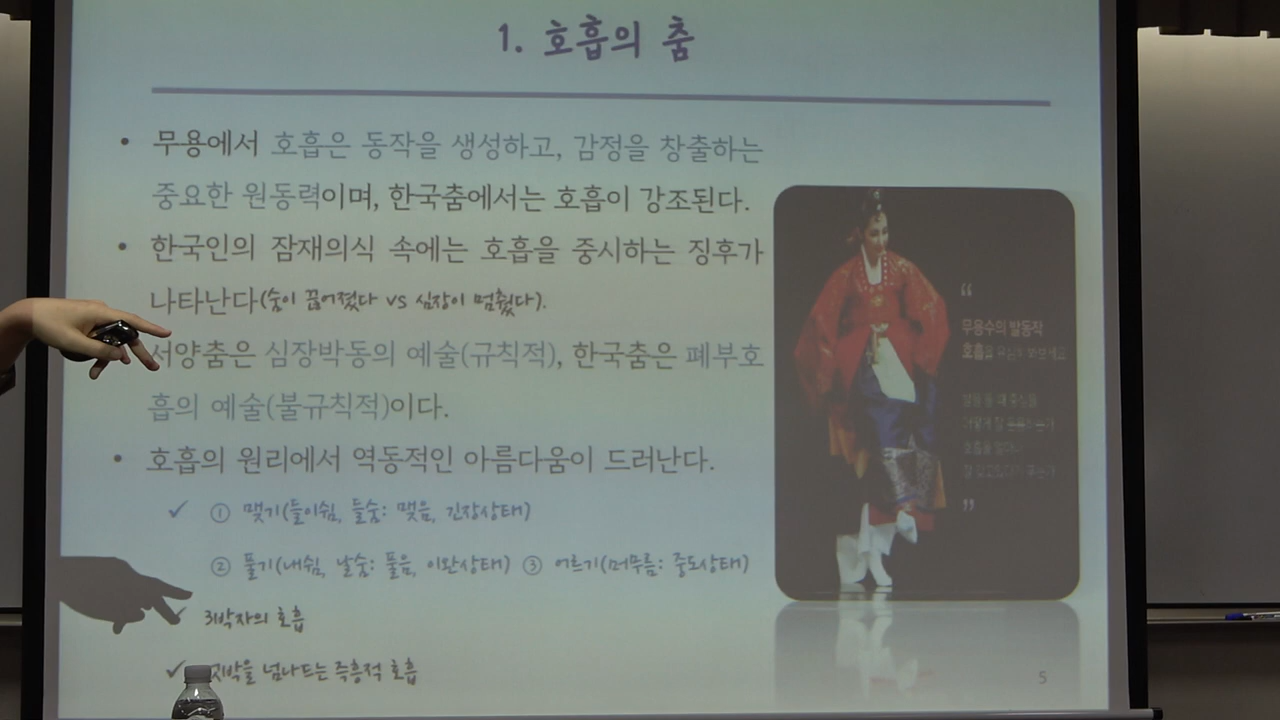 1. 호흡의 춤
• 무용에서 호흡은 동작을 생성하고, 감정을 창출하는
중요한 원동력이며, 한국춤에서는 호흡이 강조된다.
• 한국인의 잠재의식 속에는 호흡을 중시하는 징후가
나타난다(숨이 끊어졌다 vs 심장이 멈췄다).
서양춤은 심장박동의 예술(규칙적), 한국춤은 폐부호
흡의 예술(불규칙적)이다.
• 호흡의 원리에서 역동적인 아름다움이 드러난다.
✓ ① 맺기(들이쉼, 들숨: 맺음, 긴장상태)
② 풀기(내쉼, 날숨: 풀음, 이완상태) ③ 어르기(머무름: 중도상태)
✓ 3박자의 호흡
✓ 엇박을 넘나드는 즉흥적 호흡
“
무용수의 발동작
호흡을
호흡을
”
5